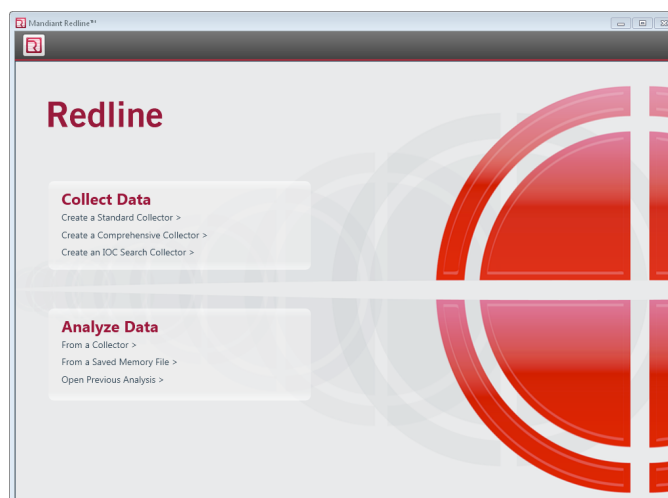 Mandiant Redline™
Redline
Collect Data
Create a Standard Collector >
Create a Comprehensive Collector >
Create an IOC Search Collector >
Analyze Data
From a Collector >
From a Saved Memory File >
Open Previous Analysis >